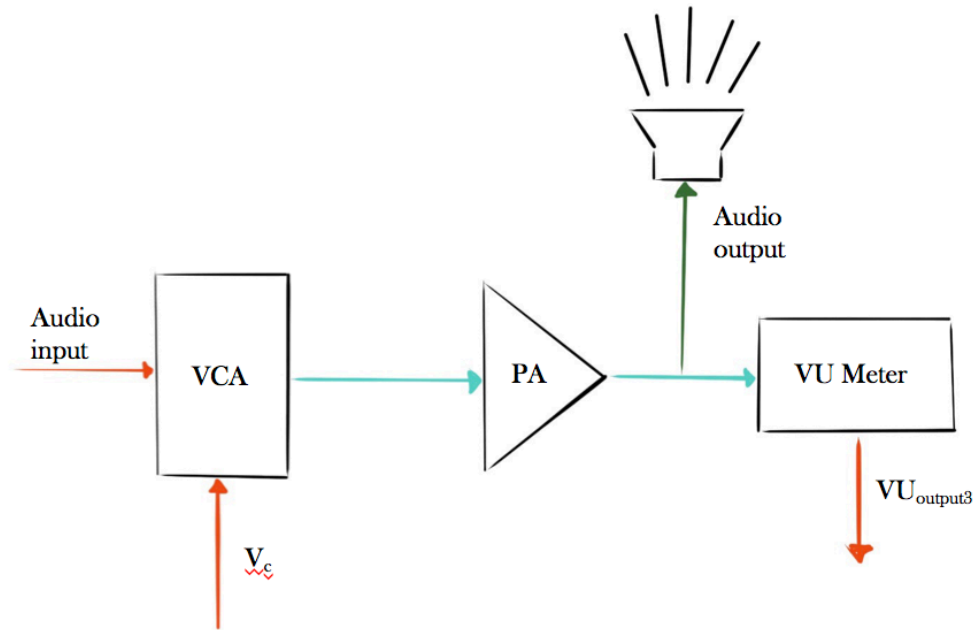 Audio
output
Audio
input
VCA
PA
VU Meter
VUoutput3
Vc